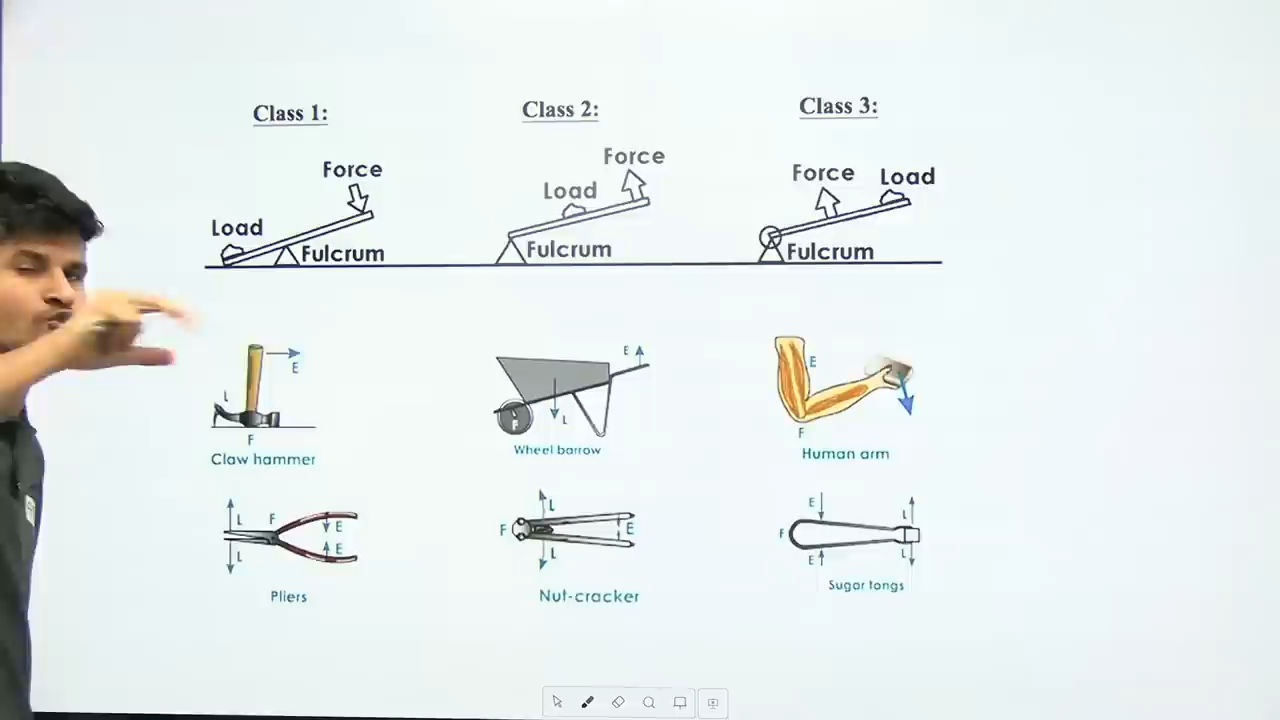 Class 1:
Class 2:
Class 3:
Force
Load
Fulcrum
Force
Load
Fulcrum
Force
Load
Fulcrum
E
L
F
Claw hammer
E
L
F
Wheel barrow
E
F
Human arm
L
F
E
E
L
Pliers
L
F
E
L
Nut-cracker
E
L
F
E
L
Sugar tongs